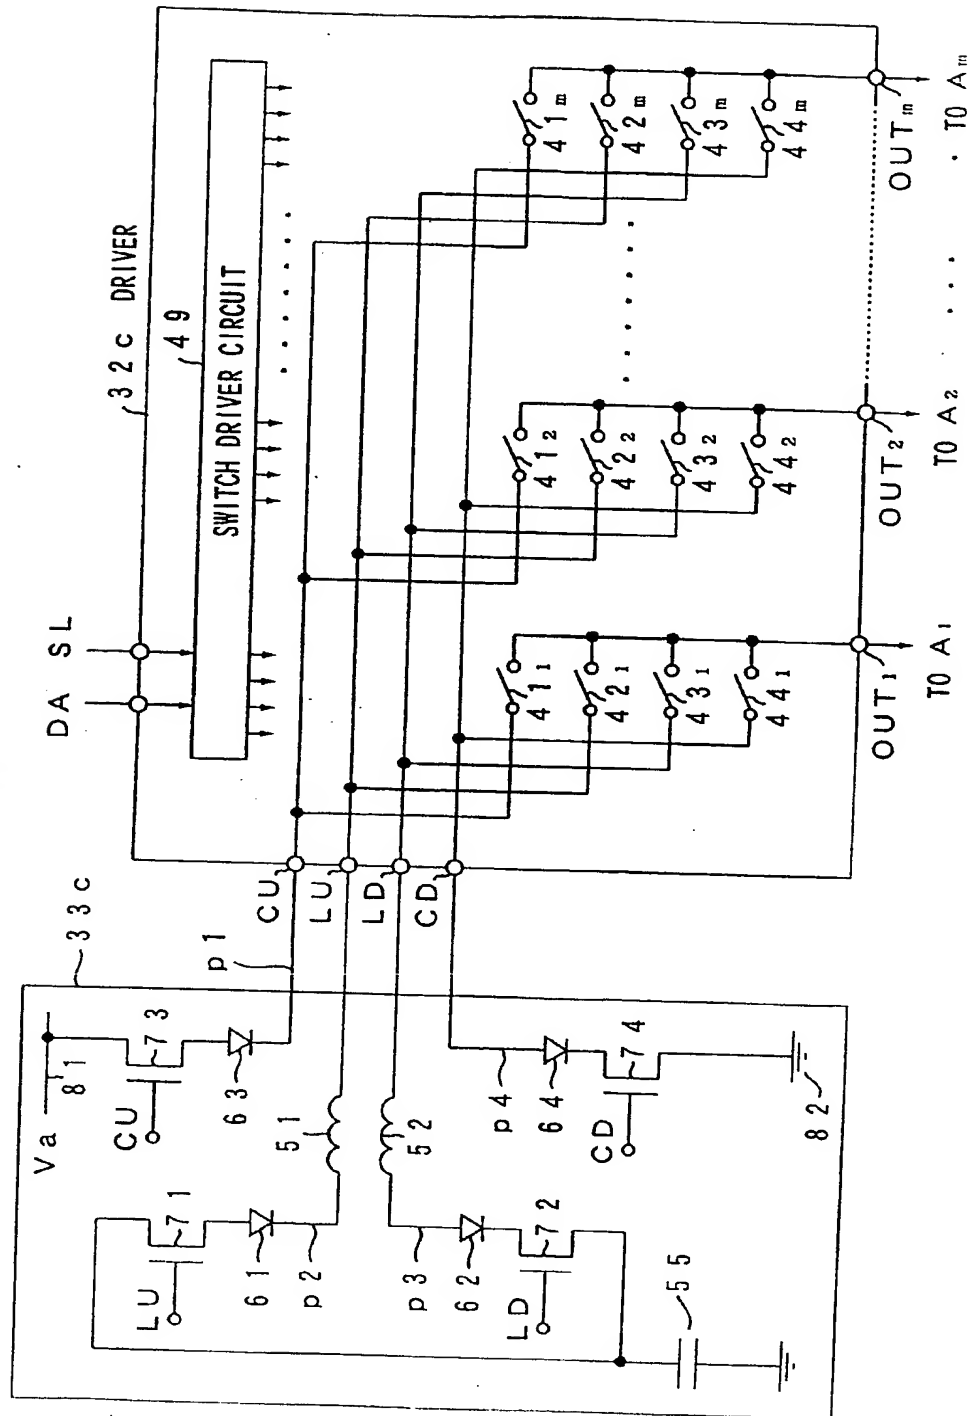 DA
SL
32c DRIVER
49
SWITCH DRIVER CIRCUIT
33c
Va
81
CU
73
63
p1
CU
LU
71
61
p2
51
LU
p3
52
LD
LD
62
72
55
p4
64
CD
74
82
CD
41₁
42₁
43₁
44₁
OUT₁
TO A₁
41₂
42₂
43₂
44₂
OUT₂
TO A₂
41m
42m
43m
44m
OUTm
TO Am